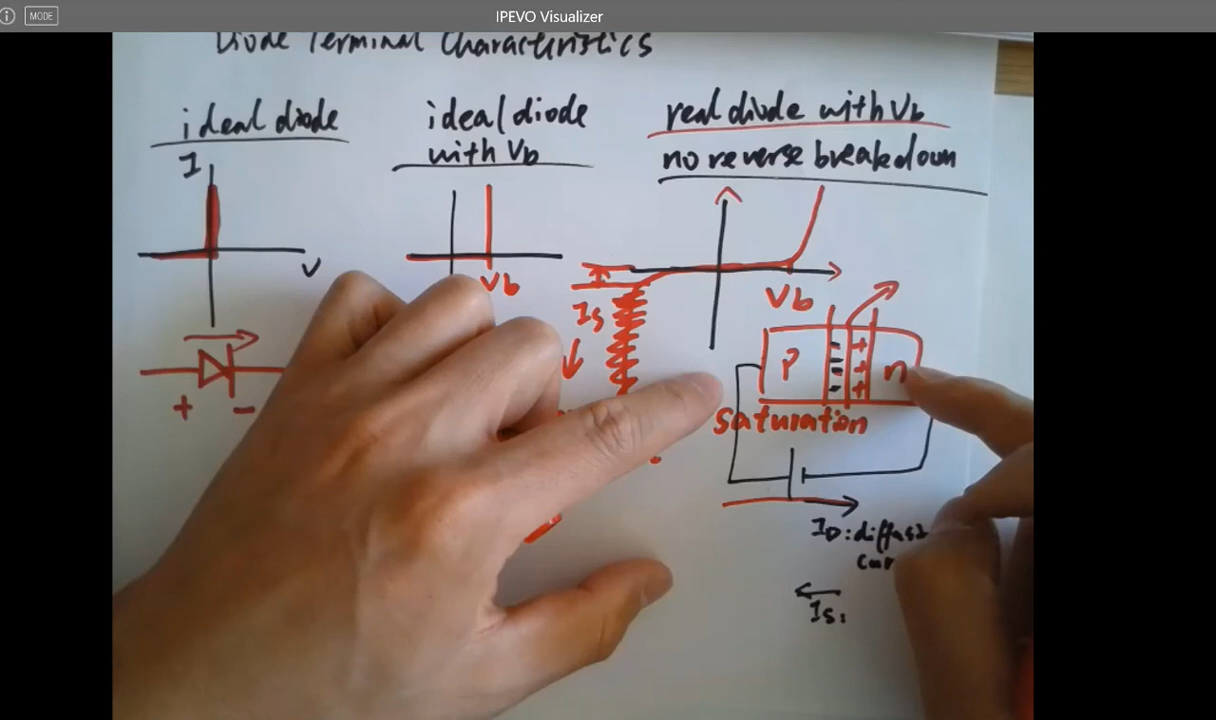 MODE
IPEVO Visualizer
Diode Terminal Characteristics
ideal diode
ideal diode
with Vb
real diode with Vb
no reverse breakdown
I
V
Vb
Is
Vb
P
n
+ -
saturation
ID:
Is: